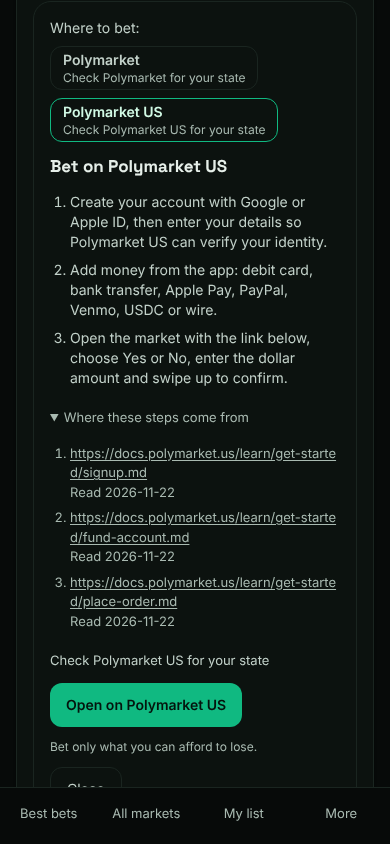 Where to bet:
Polymarket
Check Polymarket for your state
Polymarket US
Check Polymarket US for your state
Bet on Polymarket US
1. Create your account with Google or
Apple ID, then enter your details so
Polymarket US can verify your identity.
2. Add money from the app: debit card,
bank transfer, Apple Pay, PayPal,
Venmo, USDC or wire.
3. Open the market with the link below,
choose Yes or No, enter the dollar
amount and swipe up to confirm.
▼ Where these steps come from
1. https://docs.polymarket.us/learn/get-starte
d/signup.md
Read 2026-11-22
2. https://docs.polymarket.us/learn/get-starte
d/fund-account.md
Read 2026-11-22
3. https://docs.polymarket.us/learn/get-starte
d/place-order.md
Read 2026-11-22
Check Polymarket US for your state
Open on Polymarket US
Bet only what you can afford to lose.
Close
Best bets All markets My list More